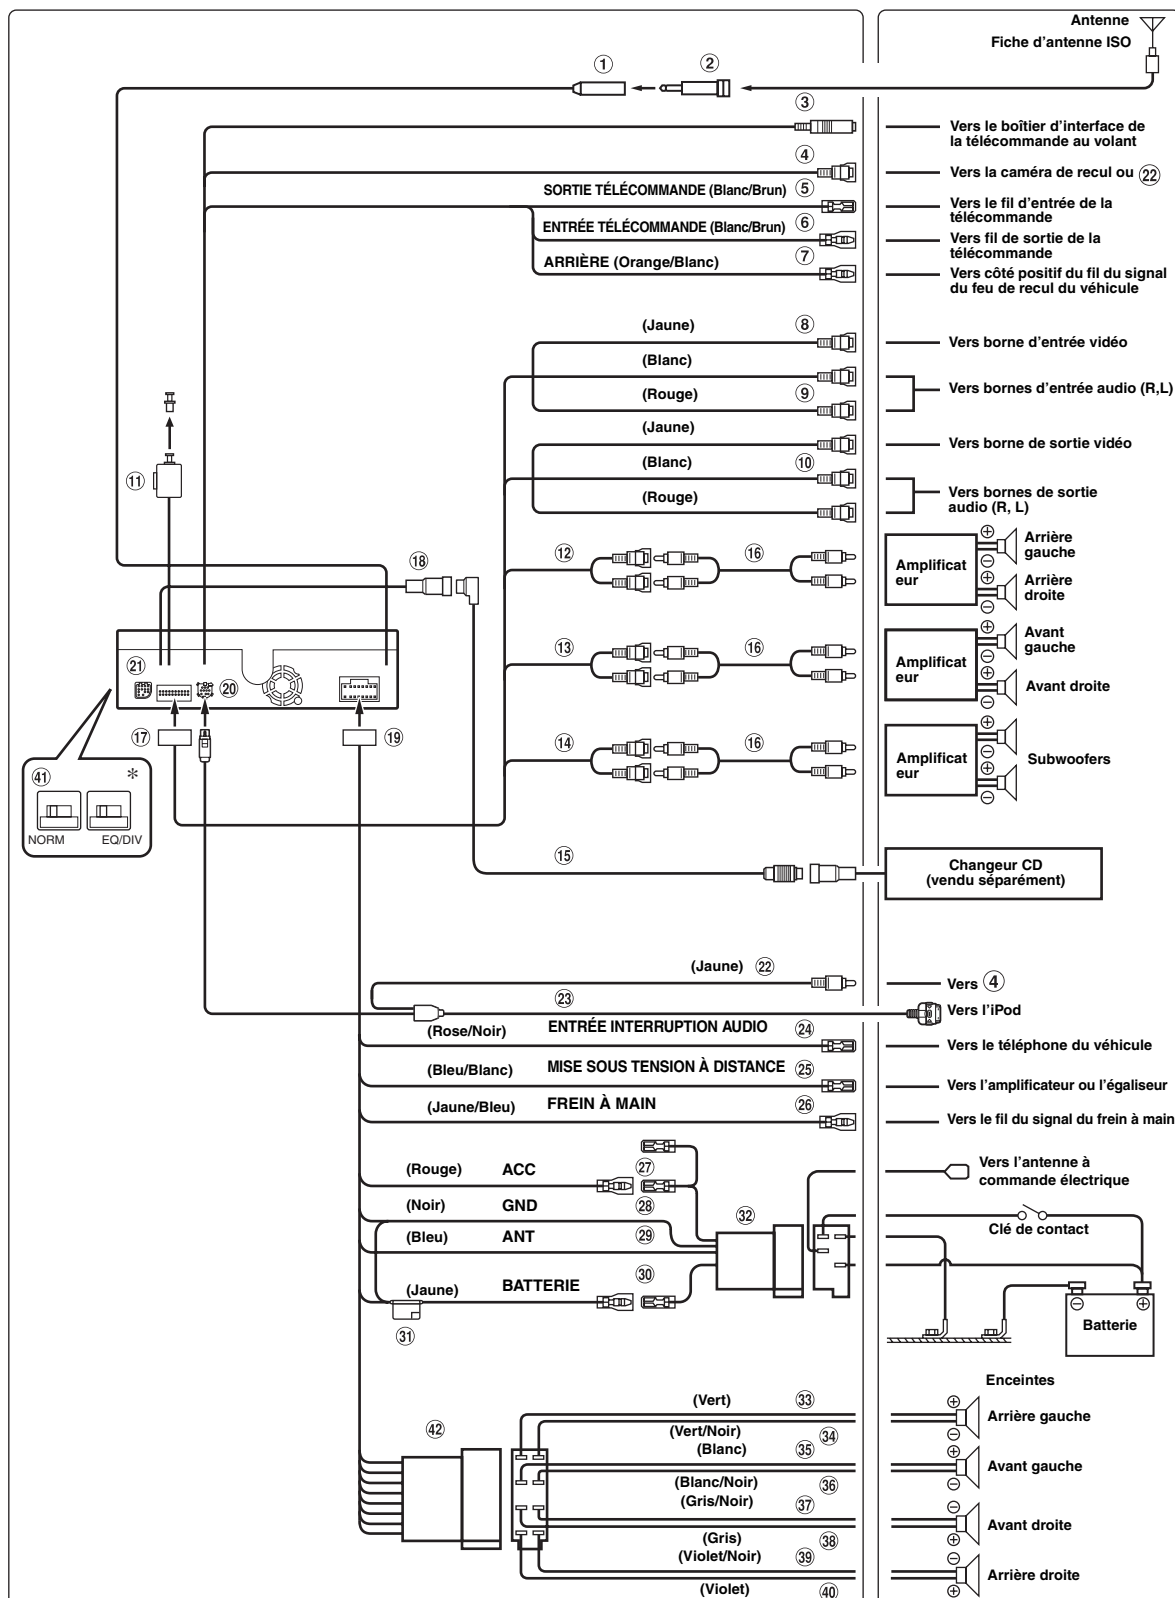 Antenne
Fiche d'antenne ISO
①
②
③
Vers le boîtier d'interface de
la télécommande au volant
④
Vers la caméra de recul ou ㉒
SORTIE TÉLÉCOMMANDE (Blanc/Brun) ⑤
Vers le fil d'entrée de la
télécommande
ENTRÉE TÉLÉCOMMANDE (Blanc/Brun) ⑥
Vers fil de sortie de la
télécommande
ARRIÈRE (Orange/Blanc) ⑦
Vers côté positif du fil du signal
du feu de recul du véhicule
(Jaune) ⑧
Vers borne d'entrée vidéo
(Blanc)
(Rouge) ⑨
Vers bornes d'entrée audio (R,L)
(Jaune)
Vers borne de sortie vidéo
(Blanc) ⑩
(Rouge)
Vers bornes de sortie
audio (R, L)
⑪
⑫ ⑯
Amplificat
eur
⊕
⊖
Arrière
gauche
⊕
⊖
Arrière
droite
⑱
⑬ ⑯
Amplificat
eur
⊕
⊖
Avant
gauche
⊕
⊖
Avant droite
㉑
⑳
⑰
⑲
⑭ ⑯
Amplificat
eur
⊕
⊖
⊕
⊖
Subwoofers
㊶ *
NORM EQ/DIV
⑮
Changeur CD
(vendu séparément)
(Jaune) ㉒
Vers ④
㉓
Vers l'iPod
(Rose/Noir) ENTRÉE INTERRUPTION AUDIO ㉔
Vers le téléphone du véhicule
(Bleu/Blanc) MISE SOUS TENSION À DISTANCE ㉕
Vers l'amplificateur ou l'égaliseur
(Jaune/Bleu) FREIN À MAIN ㉖
Vers le fil du signal du frein à main
(Rouge) ACC ㉗
Vers l'antenne à
commande électrique
(Noir) GND ㉘
㉜
Clé de contact
(Bleu) ANT ㉙
(Jaune) BATTERIE ㉚
㉛
⊖ ⊕
Batterie
Enceintes
(Vert) ㉝
⊕
⊖
Arrière gauche
㊷
(Vert/Noir) ㉞
(Blanc) ㉟
⊕
⊖
Avant gauche
(Blanc/Noir) ㊱
(Gris/Noir) ㊲
⊖
⊕
Avant droite
(Gris) ㊳
(Violet/Noir) ㊴
⊖
⊕
Arrière droite
(Violet) ㊵